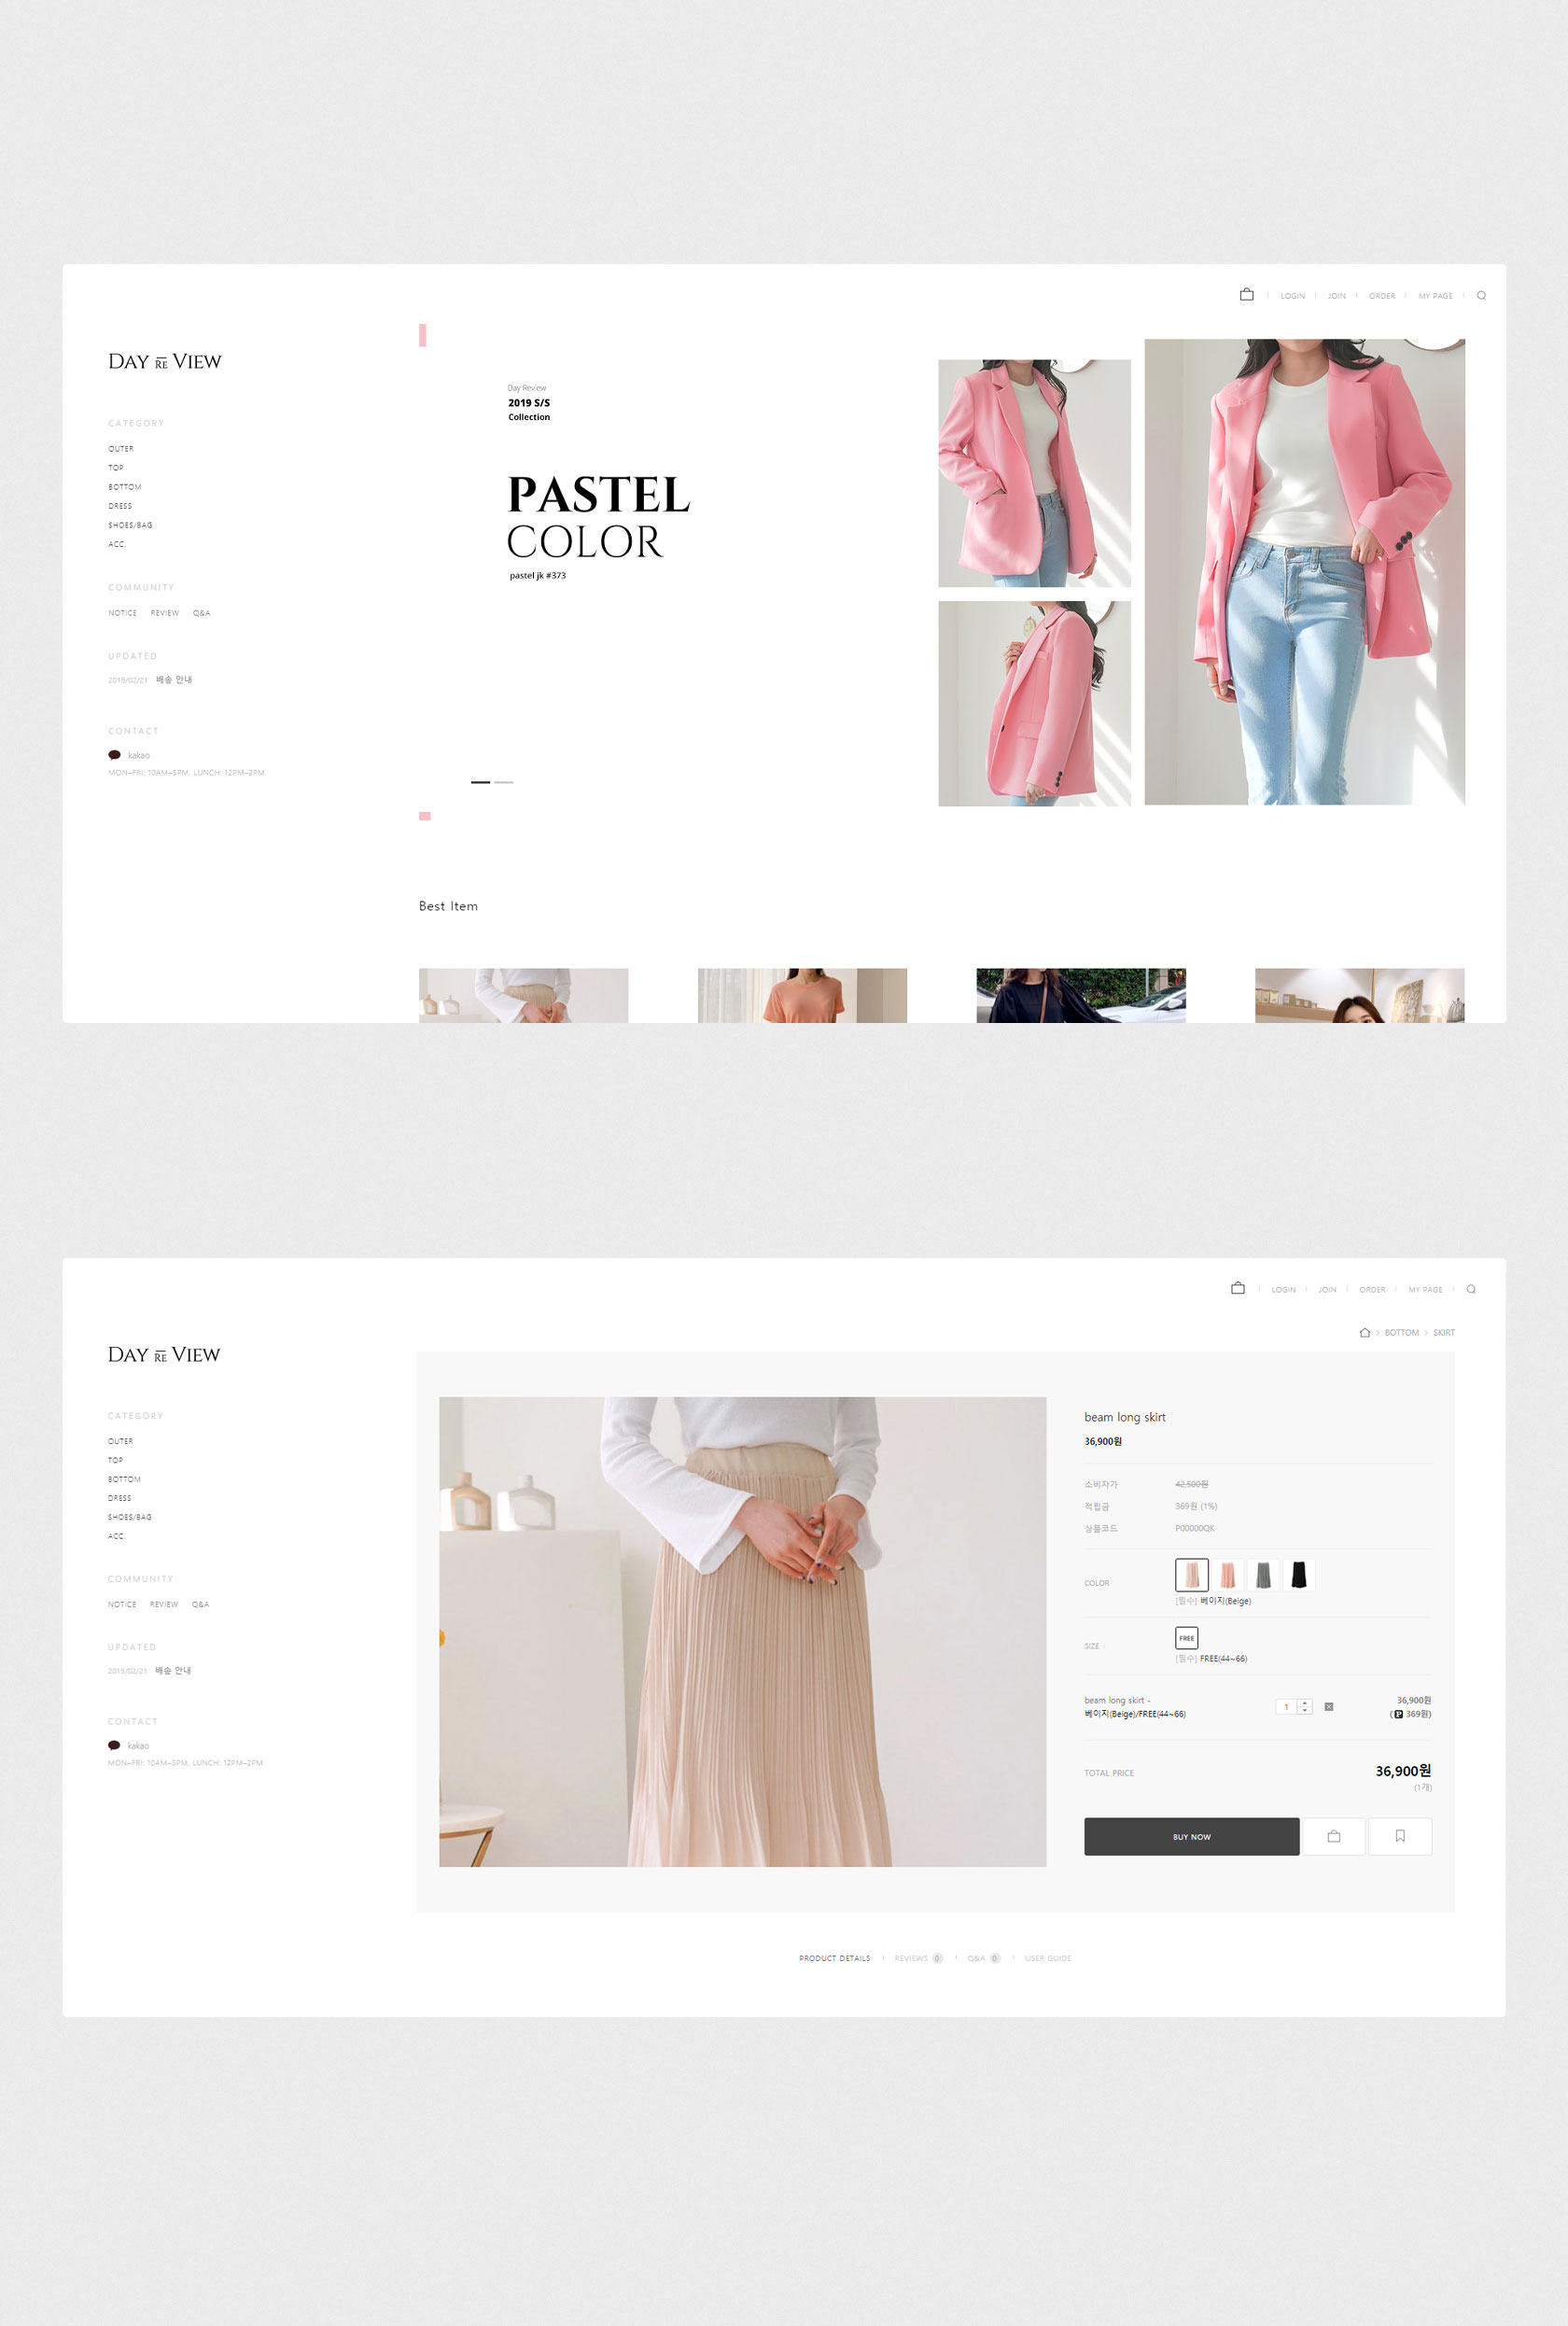 LOGIN JOIN ORDER MY PAGE
DAY RE VIEW
CATEGORY
OUTER
TOP
BOTTOM
DRESS
SHOES/BAG
ACC.
COMMUNITY
NOTICE REVIEW Q&A
UPDATED
2019/02/21 배송 안내
CONTACT
kakao
MON–FRI: 10AM–5PM, LUNCH: 12PM–2PM
Day Review
2019 S/S
Collection
PASTEL
COLOR
pastel jk #373
Best Item
LOGIN JOIN ORDER MY PAGE
> BOTTOM > SKIRT
DAY RE VIEW
CATEGORY
OUTER
TOP
BOTTOM
DRESS
SHOES/BAG
ACC.
COMMUNITY
NOTICE REVIEW Q&A
UPDATED
2019/02/21 배송 안내
CONTACT
kakao
MON–FRI: 10AM–5PM, LUNCH: 12PM–2PM
beam long skirt
36,900원
소비자가 42,500원
적립금 369원 (1%)
상품코드 P00000QK
COLOR
[필수] 베이지(Beige)
SIZE
FREE
[필수] FREE(44~66)
beam long skirt -
베이지(Beige)/FREE(44~66)
1
36,900원
(P 369원)
TOTAL PRICE 36,900원
(1개)
BUY NOW
PRODUCT DETAILS REVIEWS 0 Q&A 0 USER GUIDE